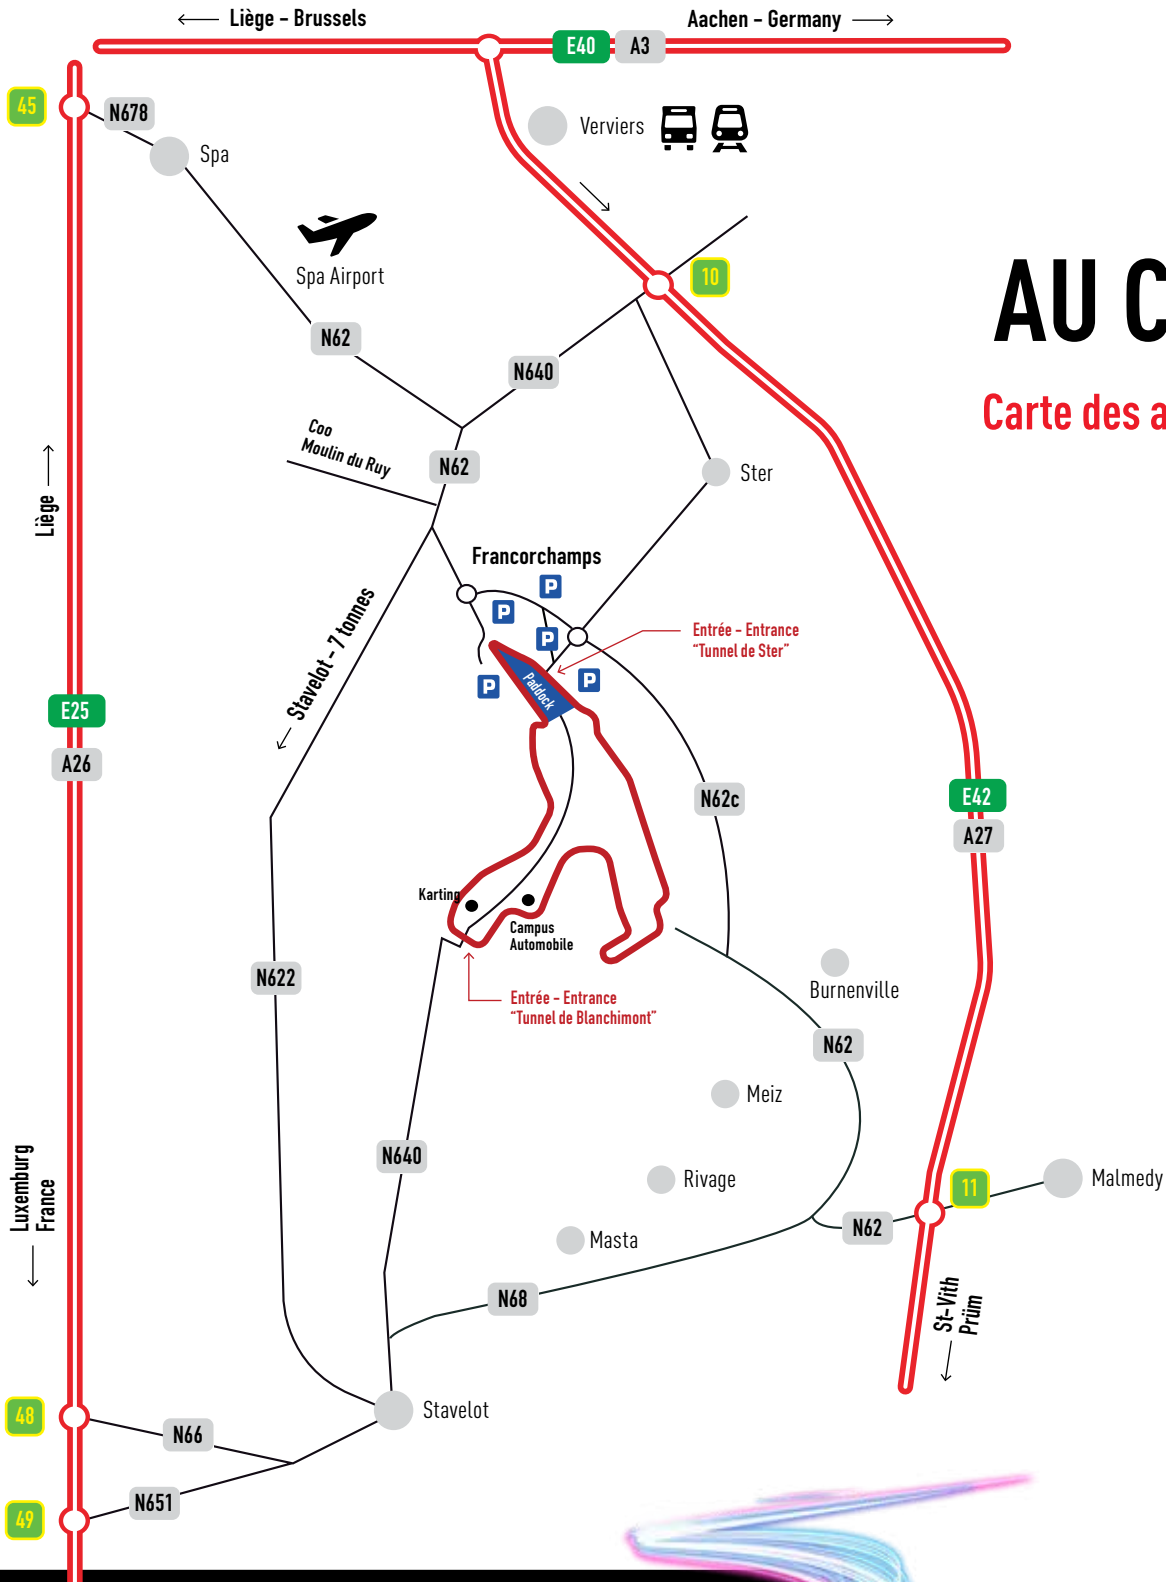 Liège - Brussels
Aachen - Germany
E40
A3
45
N678
Verviers
Spa
Spa Airport
10
AU C
N62
N640
Carte des a
Coo
Moulin du Ruy
N62
Ster
Liège
Francorchamps
P
P
P
P
P
Stavelot - 7 tonnes
Entrée - Entrance
"Tunnel de Ster"
Paddock
E25
A26
N62c
E42
A27
Karting
Campus
Automobile
N622
Burnenville
Entrée - Entrance
"Tunnel de Blanchimont"
N62
Meiz
N640
Rivage
Luxemburg
France
11
Malmedy
Masta
N62
N68
St-Vith
Prüm
48
N66
Stavelot
N651
49